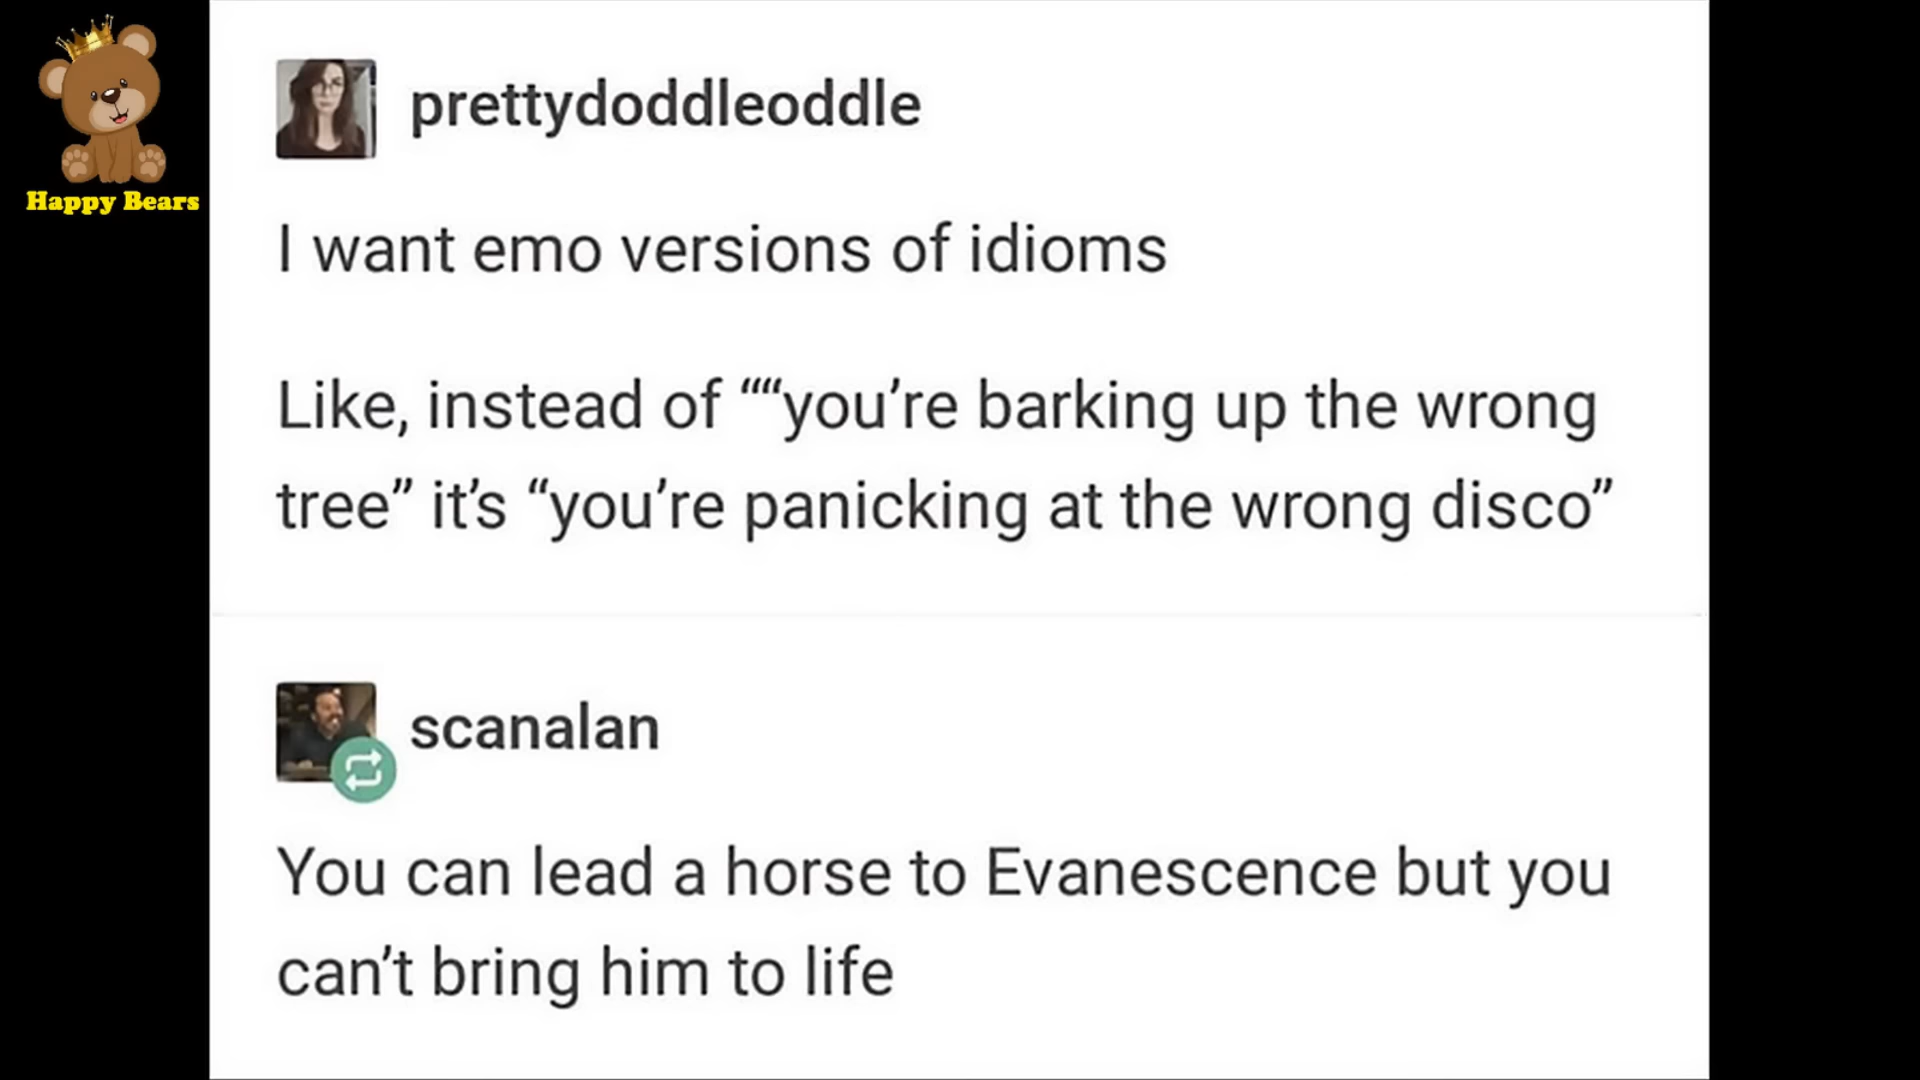 Happy Bears
prettydoddleoddle
I want emo versions of idioms
Like, instead of ““you’re barking up the wrong
tree” it’s “you’re panicking at the wrong disco”
scanalan
You can lead a horse to Evanescence but you
can’t bring him to life